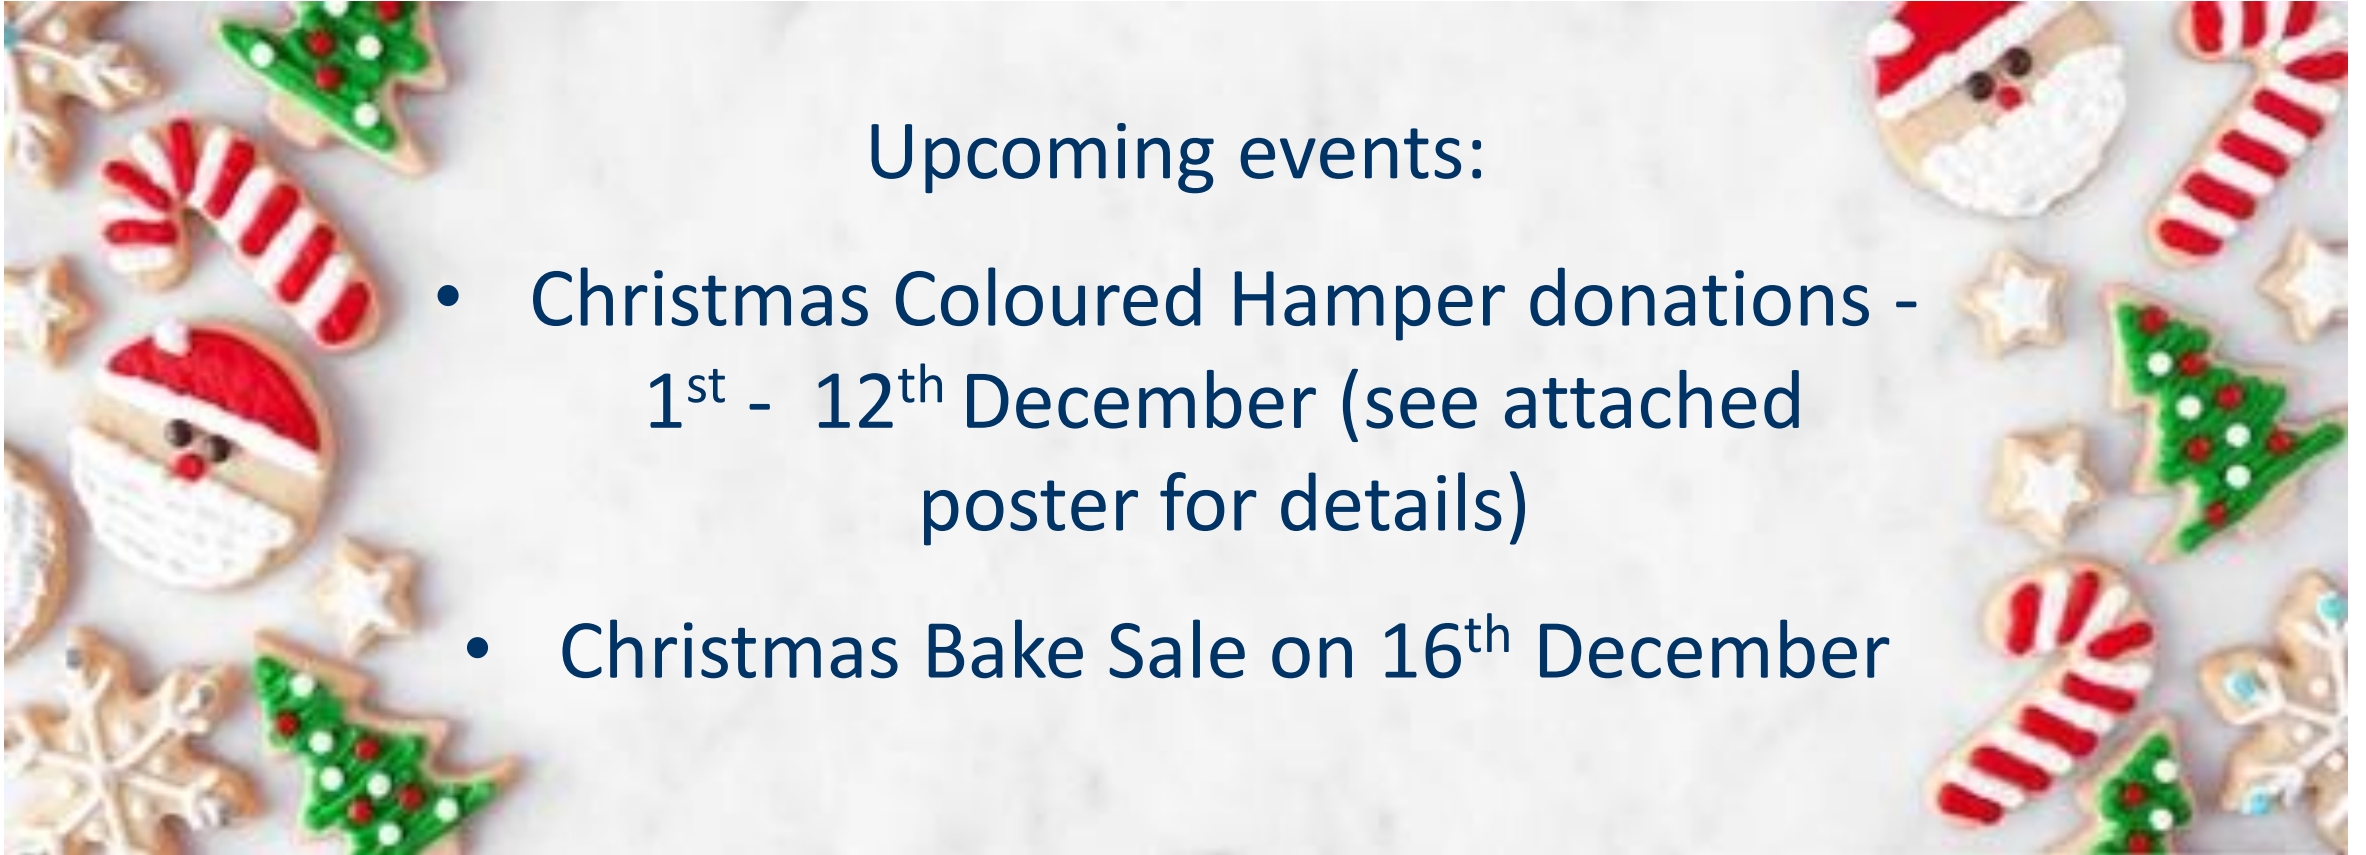 Upcoming events:
• Christmas Coloured Hamper donations -
1st - 12th December (see attached
poster for details)
• Christmas Bake Sale on 16th December